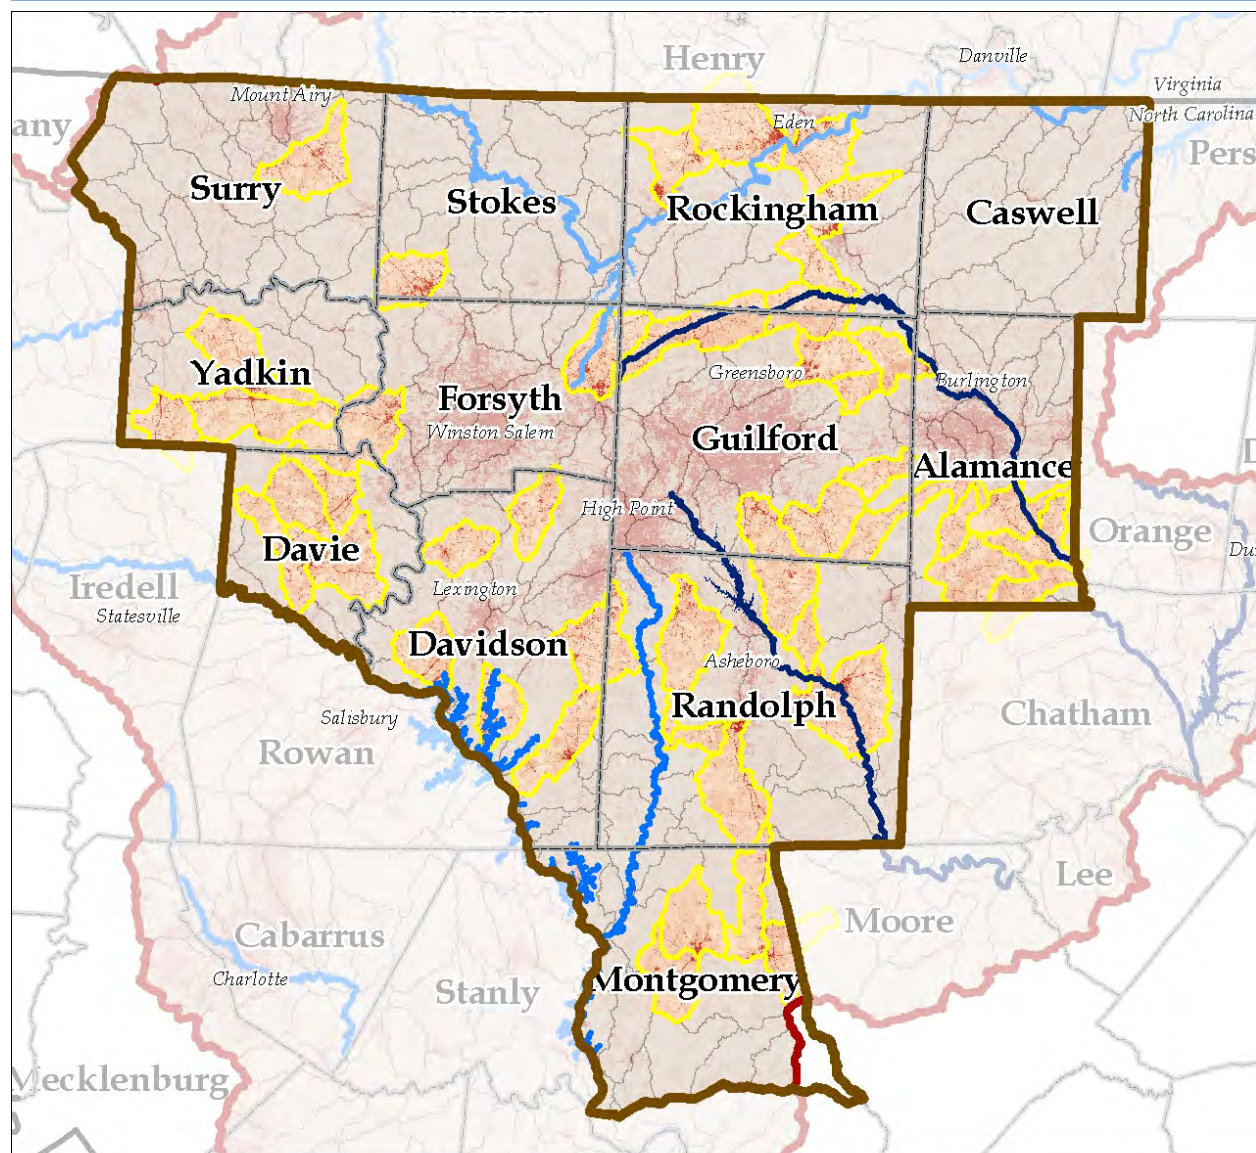 Henry
Danville
Virginia
Mount Airy
North Carolina
Eden
any
Pers
Surry
Stokes
Rockingham
Caswell
Yadkin
Greensboro
Burlington
Forsyth
Winston Salem
Guilford
Alamance
High Point
Orange
Davie
Du
Iredell
Lexington
Statesville
Davidson
Asheboro
Randolph
Salisbury
Chatham
Rowan
Lee
Moore
Cabarrus
Charlotte
Stanly
Montgomery
Mecklenburg